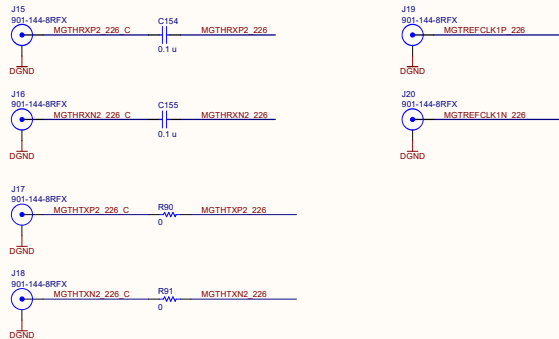 J15
901-144-8RFX
MGTHRXP2_226_C
C154
0.1 u
MGTHRXP2_226
DGND
J19
901-144-8RFX
MGTREFCLK1P_226
DGND
J16
901-144-8RFX
MGTHRXN2_226_C
C155
0.1 u
MGTHRXN2_226
DGND
J20
901-144-8RFX
MGTREFCLK1N_226
DGND
J17
901-144-8RFX
MGTHTXP2_226_C
R90
0
MGTHTXP2_226
DGND
J18
901-144-8RFX
MGTHTXN2_226_C
R91
0
MGTHTXN2_226
DGND